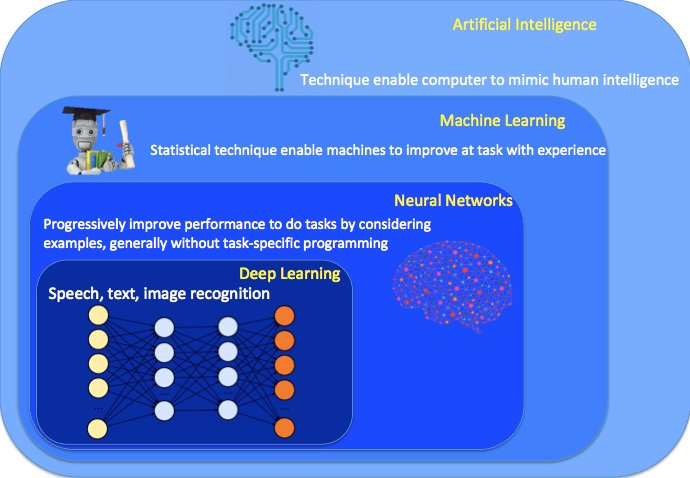 Artificial Intelligence
Technique enable computer to mimic human intelligence
Machine Learning
Statistical technique enable machines to improve at task with experience
Neural Networks
Progressively improve performance to do tasks by considering
examples, generally without task-specific programming
Deep Learning
Speech, text, image recognition
... ... ... ...